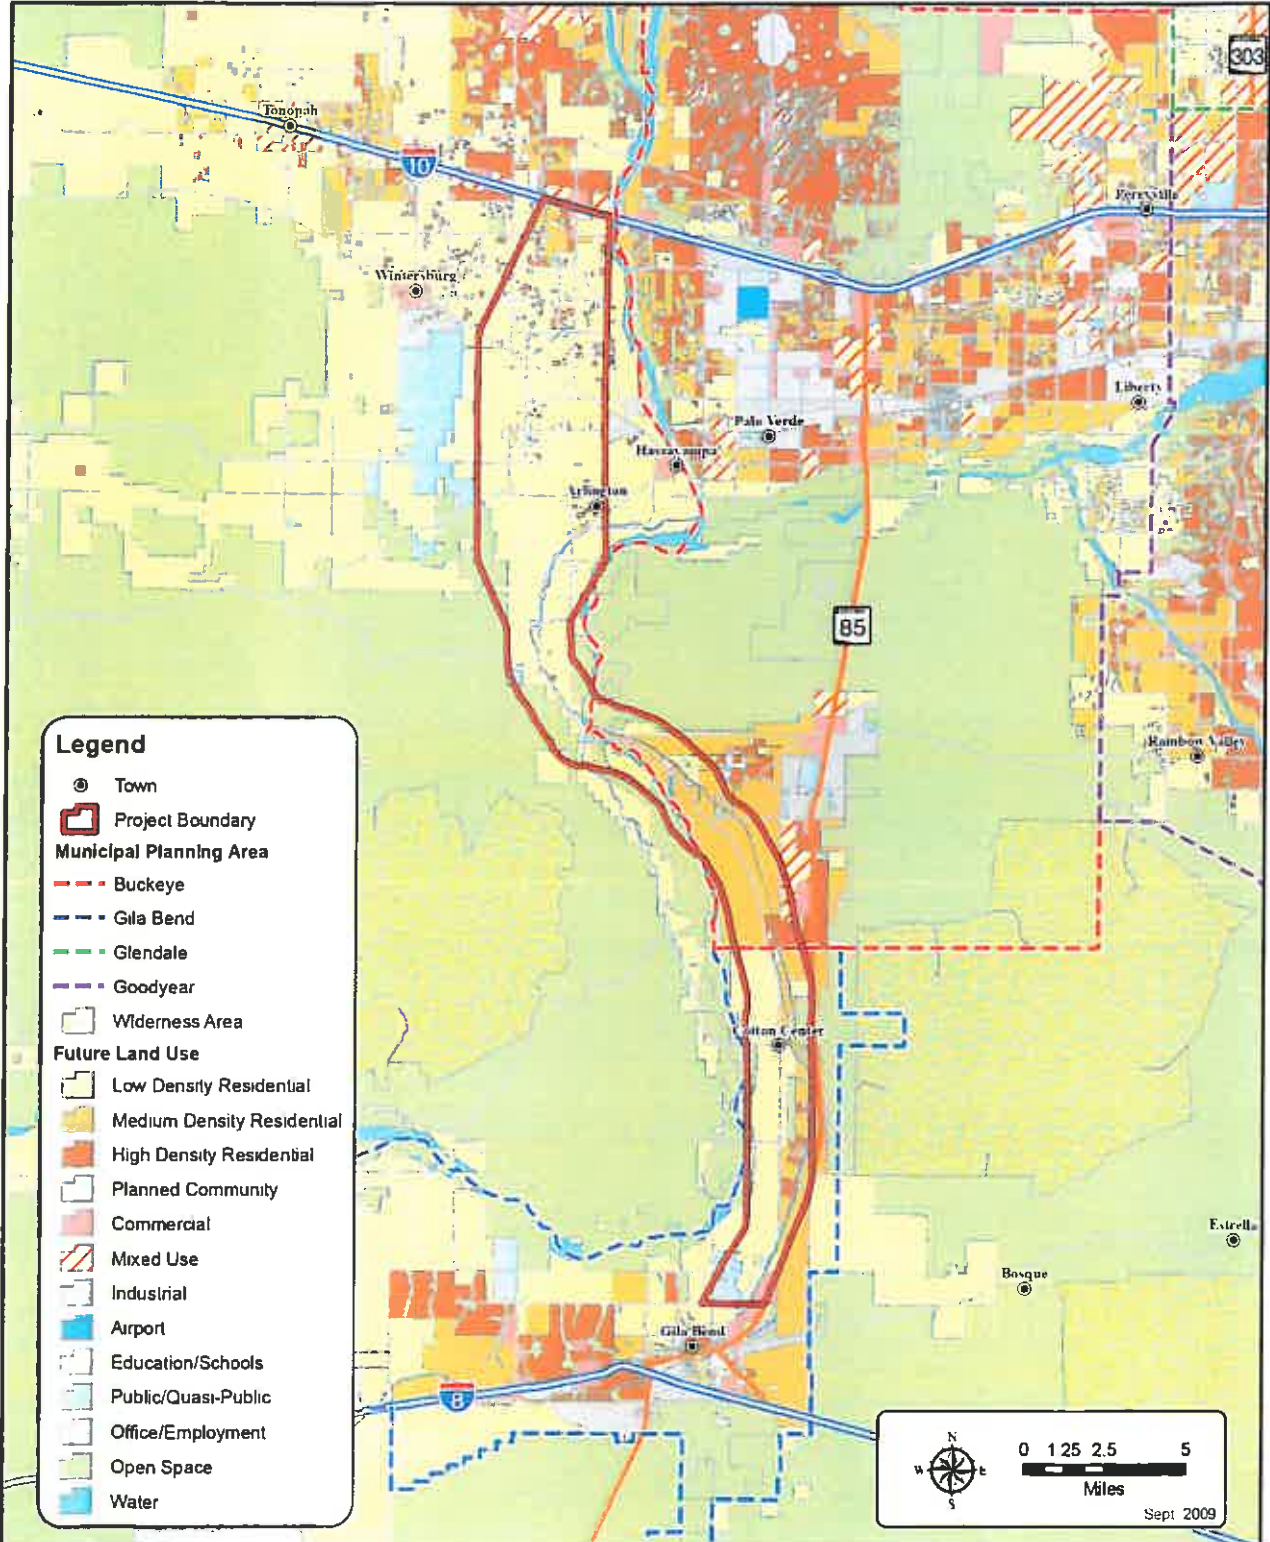 303
Tonopah
10
Perryville
Wintersburg
Liberty
Palo Verde
Hassayampa
Arlington
85
Rainbow Valley
Cotton Center
Estrella
Bosque
Gila Bend
8
Legend
Town
Project Boundary
Municipal Planning Area
Buckeye
Gila Bend
Glendale
Goodyear
Wilderness Area
Future Land Use
Low Density Residential
Medium Density Residential
High Density Residential
Planned Community
Commercial
Mixed Use
Industrial
Airport
Education/Schools
Public/Quasi-Public
Office/Employment
Open Space
Water
N
W E
S
0 1 25 2.5 5
Miles
Sept 2009